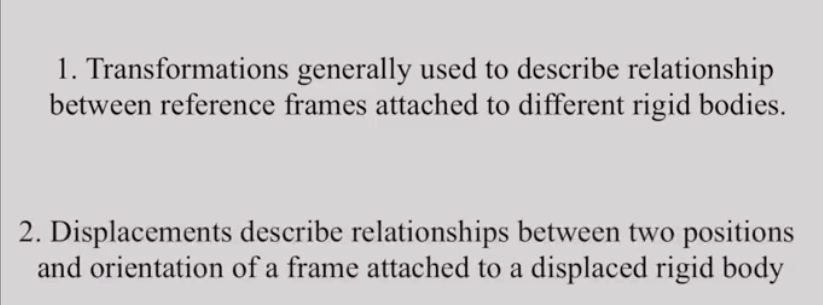 1. Transformations generally used to describe relationship
between reference frames attached to different rigid bodies.
2. Displacements describe relationships between two positions
and orientation of a frame attached to a displaced rigid body